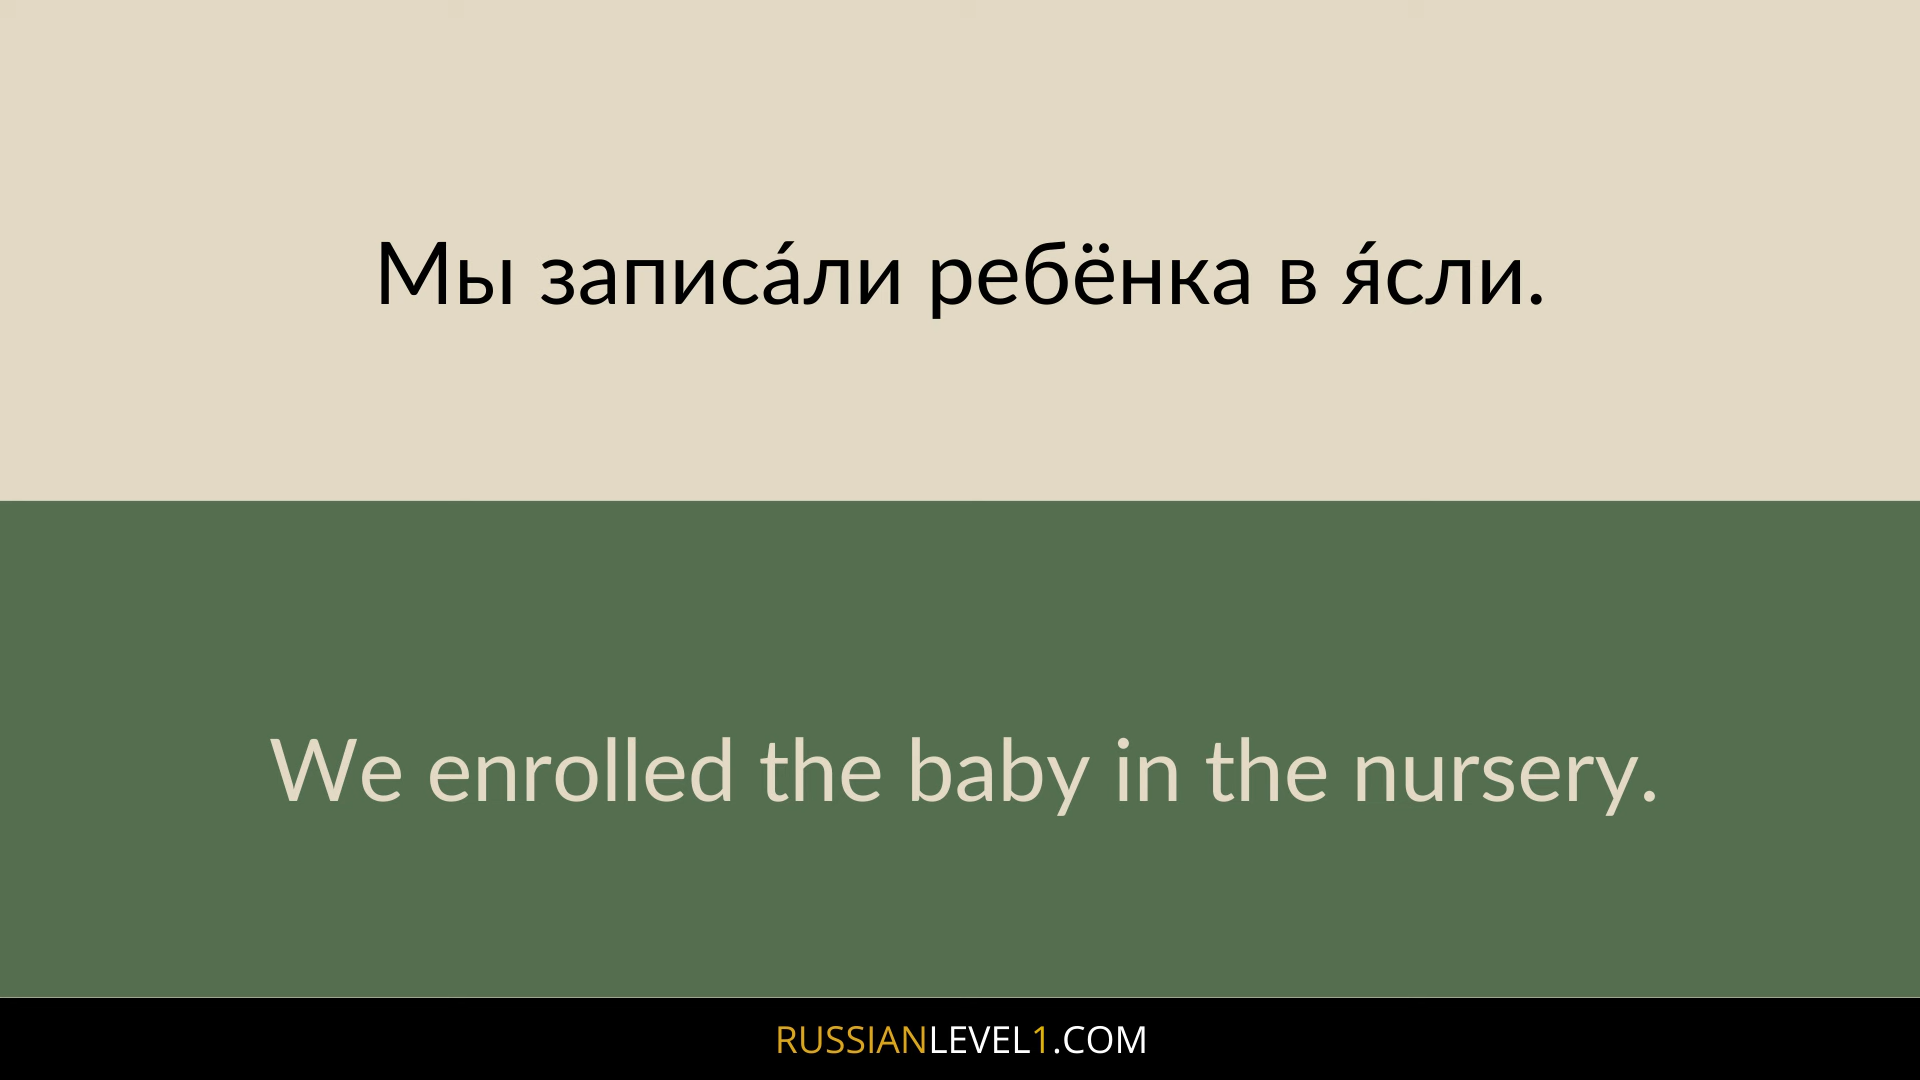 Мы записа́ли ребёнка в я́сли.
We enrolled the baby in the nursery.
RUSSIANLEVEL1.COM